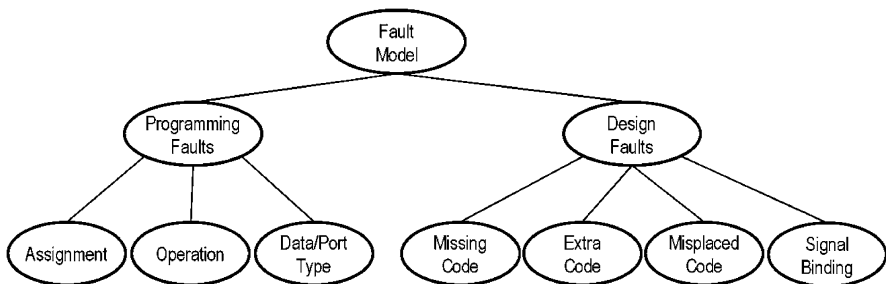 Fault
Model
Programming
Faults
Design
Faults
Assignment
Operation
Data/Port
Type
Missing
Code
Extra
Code
Misplaced
Code
Signal
Binding